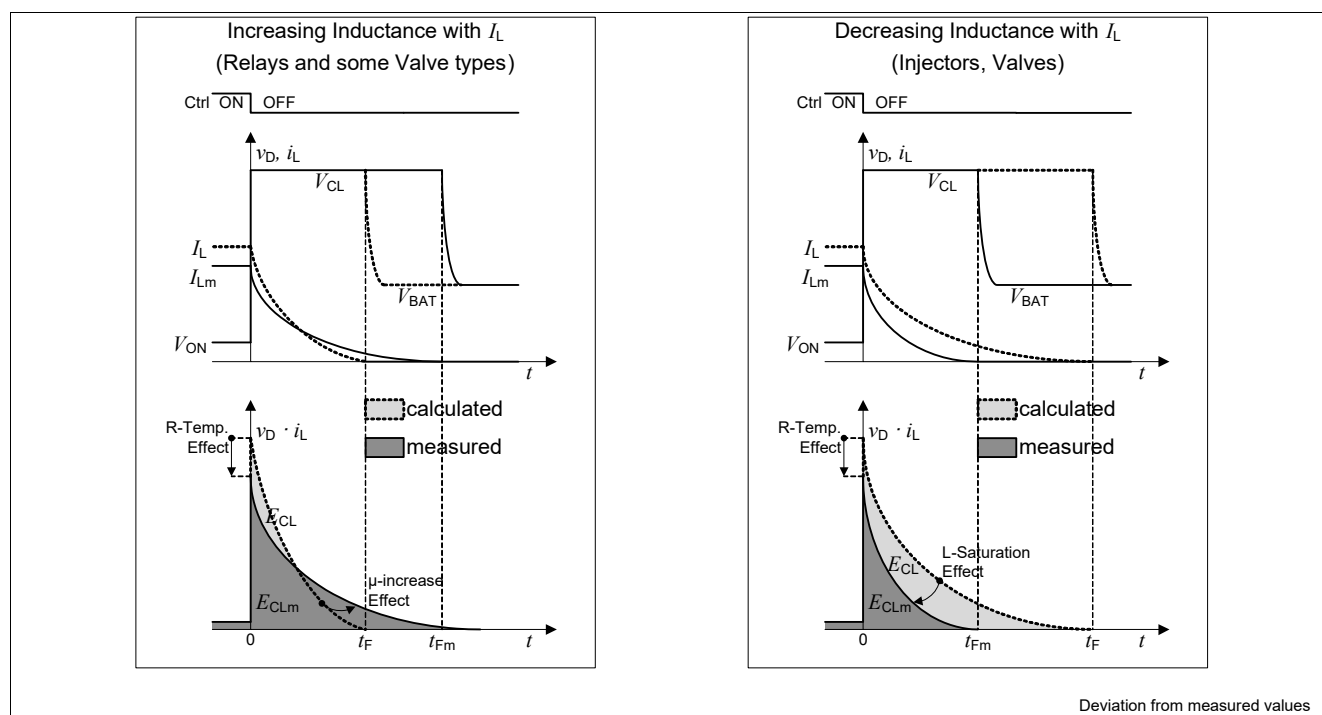 Increasing Inductance with IL
(Relays and some Valve types)
Ctrl ON OFF
vD, iL
VCL
IL
ILm
VBAT
VON
t
calculated
measured
R-Temp. Effect
vD · iL
ECL
µ-increase Effect
ECLm
0 tF tFm t
Decreasing Inductance with IL
(Injectors, Valves)
Ctrl ON OFF
vD, iL
VCL
IL
ILm
VBAT
VON
t
calculated
measured
R-Temp.
Effect
vD · iL
L-Saturation
Effect
ECL
ECLm
0 tFm tF t
Deviation from measured values